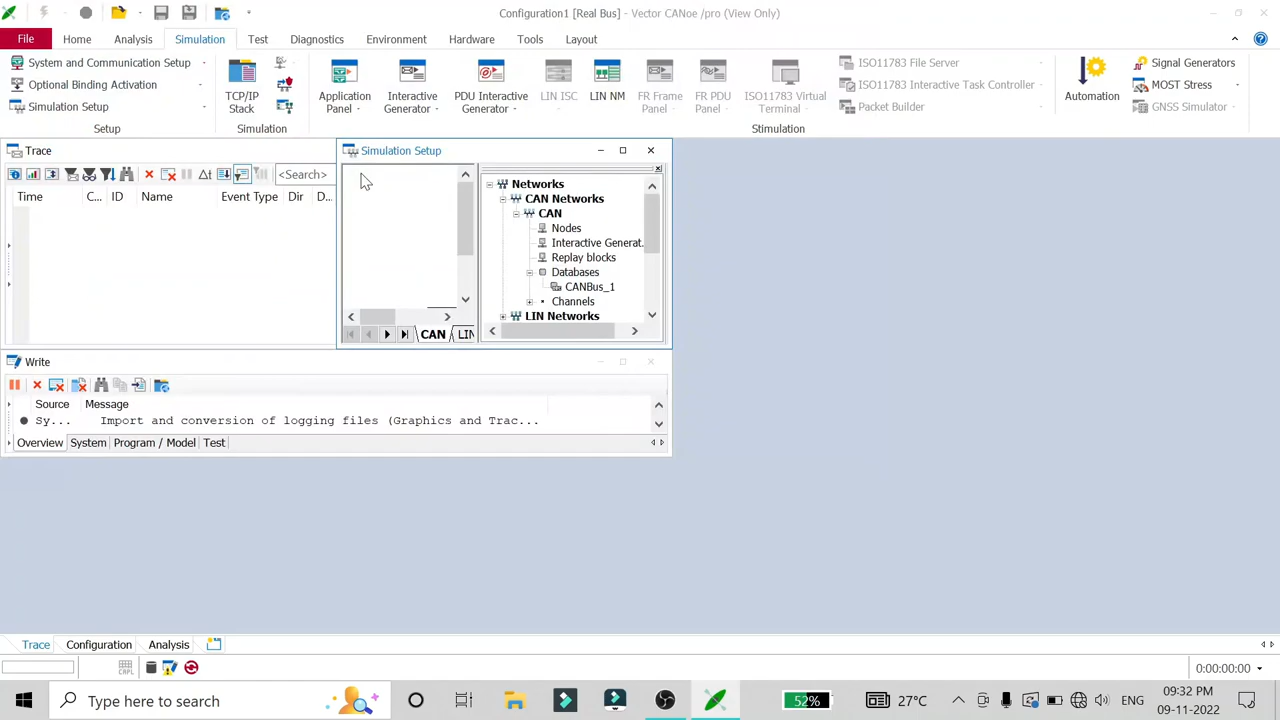 Configuration1 [Real Bus] - Vector CANoe /pro (View Only)
File Home Analysis Simulation Test Diagnostics Environment Hardware Tools Layout
System and Communication Setup
Optional Binding Activation
Simulation Setup
Setup
TCP/IP
Stack
Simulation
Application
Panel
Interactive
Generator
PDU Interactive
Generator
LIN ISC
LIN NM
FR Frame
Panel
FR PDU
Panel
ISO11783 Virtual
Terminal
ISO11783 File Server
ISO11783 Interactive Task Controller
Packet Builder
Stimulation
Automation
Signal Generators
MOST Stress
GNSS Simulator
Trace
<Search>
Time C... ID Name Event Type Dir D...
Simulation Setup
CAN LIN
Networks
CAN Networks
CAN
Nodes
Interactive Generat.
Replay blocks
Databases
CANBus_1
Channels
LIN Networks
Write
Source Message
Sy... Import and conversion of logging files (Graphics and Trac...
Overview System Program / Model Test
Trace Configuration Analysis
CAPL
0:00:00:00
Type here to search
52%
27°C
ENG
09:32 PM
09-11-2022